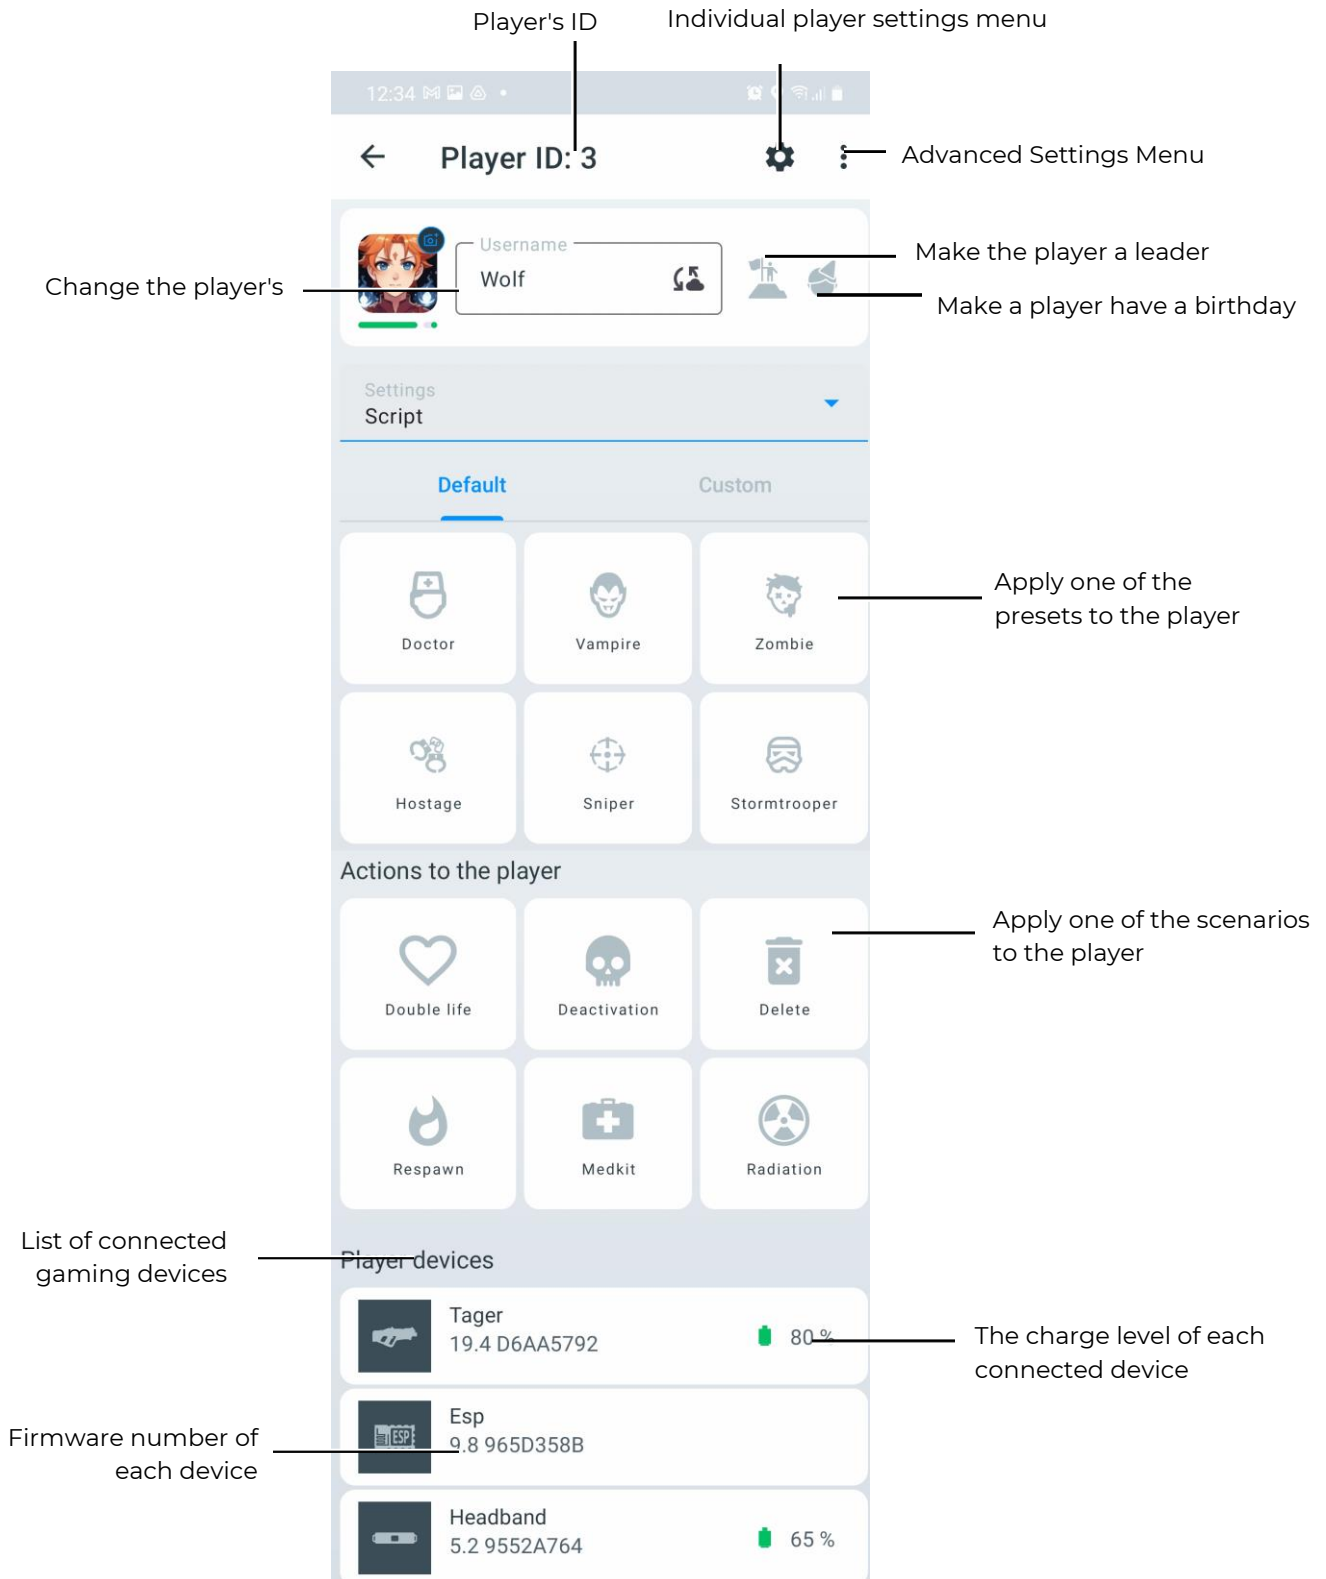 Player's ID
Individual player settings menu
12:34
Player ID: 3
Advanced Settings Menu
Username
Wolf
Make the player a leader
Change the player's
Make a player have a birthday
Settings
Script
Default
Custom
Apply one of the
presets to the player
Doctor
Vampire
Zombie
Hostage
Sniper
Stormtrooper
Actions to the player
Apply one of the scenarios
to the player
Double life
Deactivation
Delete
Respawn
Medkit
Radiation
List of connected
gaming devices
Player devices
Tager
19.4 D6AA5792
80 %
The charge level of each
connected device
Firmware number of
each device
ESP
Esp
9.8 965D358B
Headband
5.2 9552A764
65 %